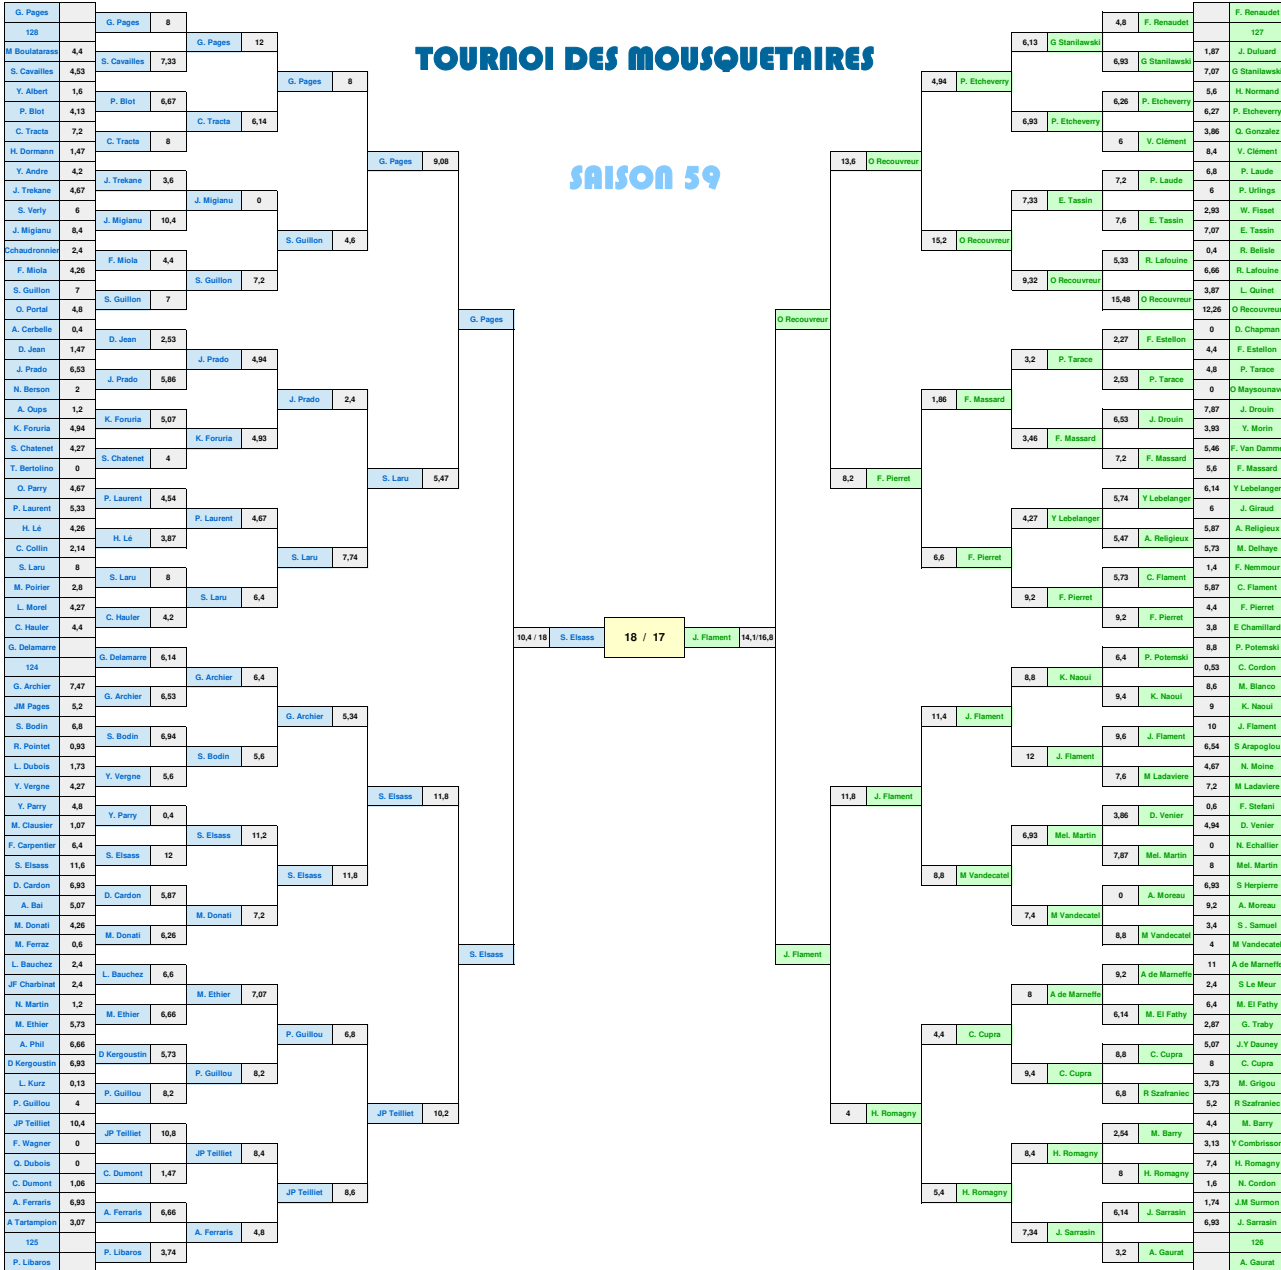 TOURNOI DES MOUSQUETAIRES
SAISON 59
G. Pages
128
M Boulatarass 4,4
S. Cavailles 4,53
Y. Albert 1,6
P. Blot 4,13
C. Tracta 7,2
H. Dormann 1,47
Y. Andre 4,2
J. Trekane 4,67
S. Verly 6
J. Migianu 8,4
Cchaudronnier 2,4
F. Miola 4,26
S. Guillon 7
O. Portal 4,8
A. Cerbelle 0,4
D. Jean 1,47
J. Prado 6,53
N. Berson 2
A. Oups 1,2
K. Foruria 4,94
S. Chatenet 4,27
T. Bertolino 0
O. Parry 4,67
P. Laurent 5,33
H. Lé 4,26
C. Collin 2,14
S. Laru 8
M. Poirier 2,8
L. Morel 4,27
C. Hauler 4,4
G. Delamarre
124
G. Archier 7,47
JM Pages 5,2
S. Bodin 6,8
R. Pointet 0,93
L. Dubois 1,73
Y. Vergne 4,27
Y. Parry 4,8
M. Clausier 1,07
F. Carpentier 6,4
S. Elsass 11,6
D. Cardon 6,93
A. Bai 5,07
M. Donati 4,26
M. Ferraz 0,6
L. Bauchez 2,4
JF Charbinat 2,4
N. Martin 1,2
M. Ethier 5,73
A. Phil 6,66
D Kergoustin 6,93
L. Kurz 0,13
P. Guillou 4
JP Teilliet 10,4
F. Wagner 0
Q. Dubois 0
C. Dumont 1,06
A. Ferraris 6,93
A Tartampion 3,07
125
P. Libaros
G. Pages 8
S. Cavailles 7,33
P. Blot 6,67
C. Tracta 8
J. Trekane 3,6
J. Migianu 10,4
F. Miola 4,4
S. Guillon 7
D. Jean 2,53
J. Prado 5,86
K. Foruria 5,07
S. Chatenet 4
P. Laurent 4,54
H. Lé 3,87
S. Laru 8
C. Hauler 4,2
G. Delamarre 6,14
G. Archier 6,53
S. Bodin 6,94
Y. Vergne 5,6
Y. Parry 0,4
S. Elsass 12
D. Cardon 5,87
M. Donati 6,26
L. Bauchez 6,6
M. Ethier 6,66
D Kergoustin 5,73
P. Guillou 8,2
JP Teilliet 10,8
C. Dumont 1,47
A. Ferraris 6,66
P. Libaros 3,74
G. Pages 12
C. Tracta 6,14
J. Migianu 0
S. Guillon 7,2
J. Prado 4,94
K. Foruria 4,93
P. Laurent 4,67
S. Laru 6,4
G. Archier 6,4
S. Bodin 5,6
S. Elsass 11,2
M. Donati 7,2
M. Ethier 7,07
P. Guillou 8,2
JP Teilliet 8,4
A. Ferraris 4,8
G. Pages 8
S. Guillon 4,6
J. Prado 2,4
S. Laru 7,74
G. Archier 5,34
S. Elsass 11,8
P. Guillou 6,8
JP Teilliet 8,6
G. Pages 9,08
S. Laru 5,47
S. Elsass 11,8
JP Teilliet 10,2
G. Pages
S. Elsass
10,4 / 18 S. Elsass 18 / 17 J. Flament 14,1/16,8
O Recouvreur
J. Flament
13,6 O Recouvreur
8,2 F. Pierret
11,8 J. Flament
4 H. Romagny
4,94 P. Etcheverry
15,2 O Recouvreur
1,86 F. Massard
6,6 F. Pierret
11,4 J. Flament
8,8 M Vandecatel
4,4 C. Cupra
5,4 H. Romagny
6,13 G Stanilawski
6,93 P. Etcheverry
7,33 E. Tassin
9,32 O Recouvreur
3,2 P. Tarace
3,46 F. Massard
4,27 Y Lebelanger
9,2 F. Pierret
8,8 K. Naoui
12 J. Flament
6,93 Mel. Martin
7,4 M Vandecatel
8 A de Marneffe
9,4 C. Cupra
8,4 H. Romagny
7,34 J. Sarrasin
4,8 F. Renaudet
6,93 G Stanilawski
6,26 P. Etcheverry
6 V. Clément
7,2 P. Laude
7,6 E. Tassin
5,33 R. Lafouine
15,48 O Recouvreur
2,27 F. Estellon
2,53 P. Tarace
6,53 J. Drouin
7,2 F. Massard
5,74 Y Lebelanger
5,47 A. Religieux
5,73 C. Flament
9,2 F. Pierret
6,4 P. Potemski
9,4 K. Naoui
9,6 J. Flament
7,6 M Ladaviere
3,86 D. Venier
7,87 Mel. Martin
0 A. Moreau
8,8 M Vandecatel
9,2 A de Marneffe
6,14 M. El Fathy
8,8 C. Cupra
6,8 R Szafraniec
2,54 M. Barry
8 H. Romagny
6,14 J. Sarrasin
3,2 A. Gaurat
F. Renaudet
127
1,87 J. Duluard
7,07 G Stanilawski
5,6 H. Normand
6,27 P. Etcheverry
3,86 Q. Gonzalez
8,4 V. Clément
6,8 P. Laude
6 P. Urlings
2,93 W. Fisset
7,07 E. Tassin
0,4 R. Belisle
6,66 R. Lafouine
3,87 L. Quinet
12,26 O Recouvreur
0 D. Chapman
4,4 F. Estellon
4,8 P. Tarace
0 O Maysounave
7,87 J. Drouin
3,93 Y. Morin
5,46 F. Van Damme
5,6 F. Massard
6,14 Y Lebelanger
6 J. Giraud
5,87 A. Religieux
5,73 M. Delhaye
1,4 F. Nemmour
5,87 C. Flament
4,4 F. Pierret
3,8 E Chamillard
8,8 P. Potemski
0,53 C. Cordon
8,6 M. Blanco
9 K. Naoui
10 J. Flament
6,54 S Arapoglou
4,67 N. Moine
7,2 M Ladaviere
0,6 F. Stefani
4,94 D. Venier
0 N. Echallier
8 Mel. Martin
6,93 S Herpierre
9,2 A. Moreau
3,4 S . Samuel
4 M Vandecatel
11 A de Marneffe
2,4 S Le Meur
6,4 M. El Fathy
2,87 G. Traby
5,07 J.Y Dauney
8 C. Cupra
3,73 M. Grigou
5,2 R Szafraniec
4,4 M. Barry
3,13 Y Combrisson
7,4 H. Romagny
1,6 N. Cordon
1,74 J.M Surmon
6,93 J. Sarrasin
126
A. Gaurat